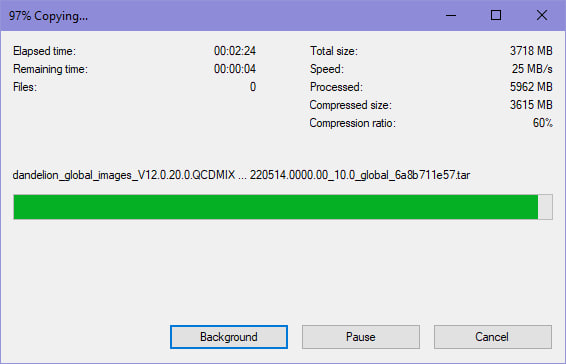 97% Copying...
Elapsed time: 00:02:24 Total size: 3718 MB
Remaining time: 00:00:04 Speed: 25 MB/s
Files: 0 Processed: 5962 MB
Compressed size: 3615 MB
Compression ratio: 60%
dandelion_global_images_V12.0.20.0.QCDMIX ... 220514.0000.00_10.0_global_6a8b711e57.tar
Background Pause Cancel